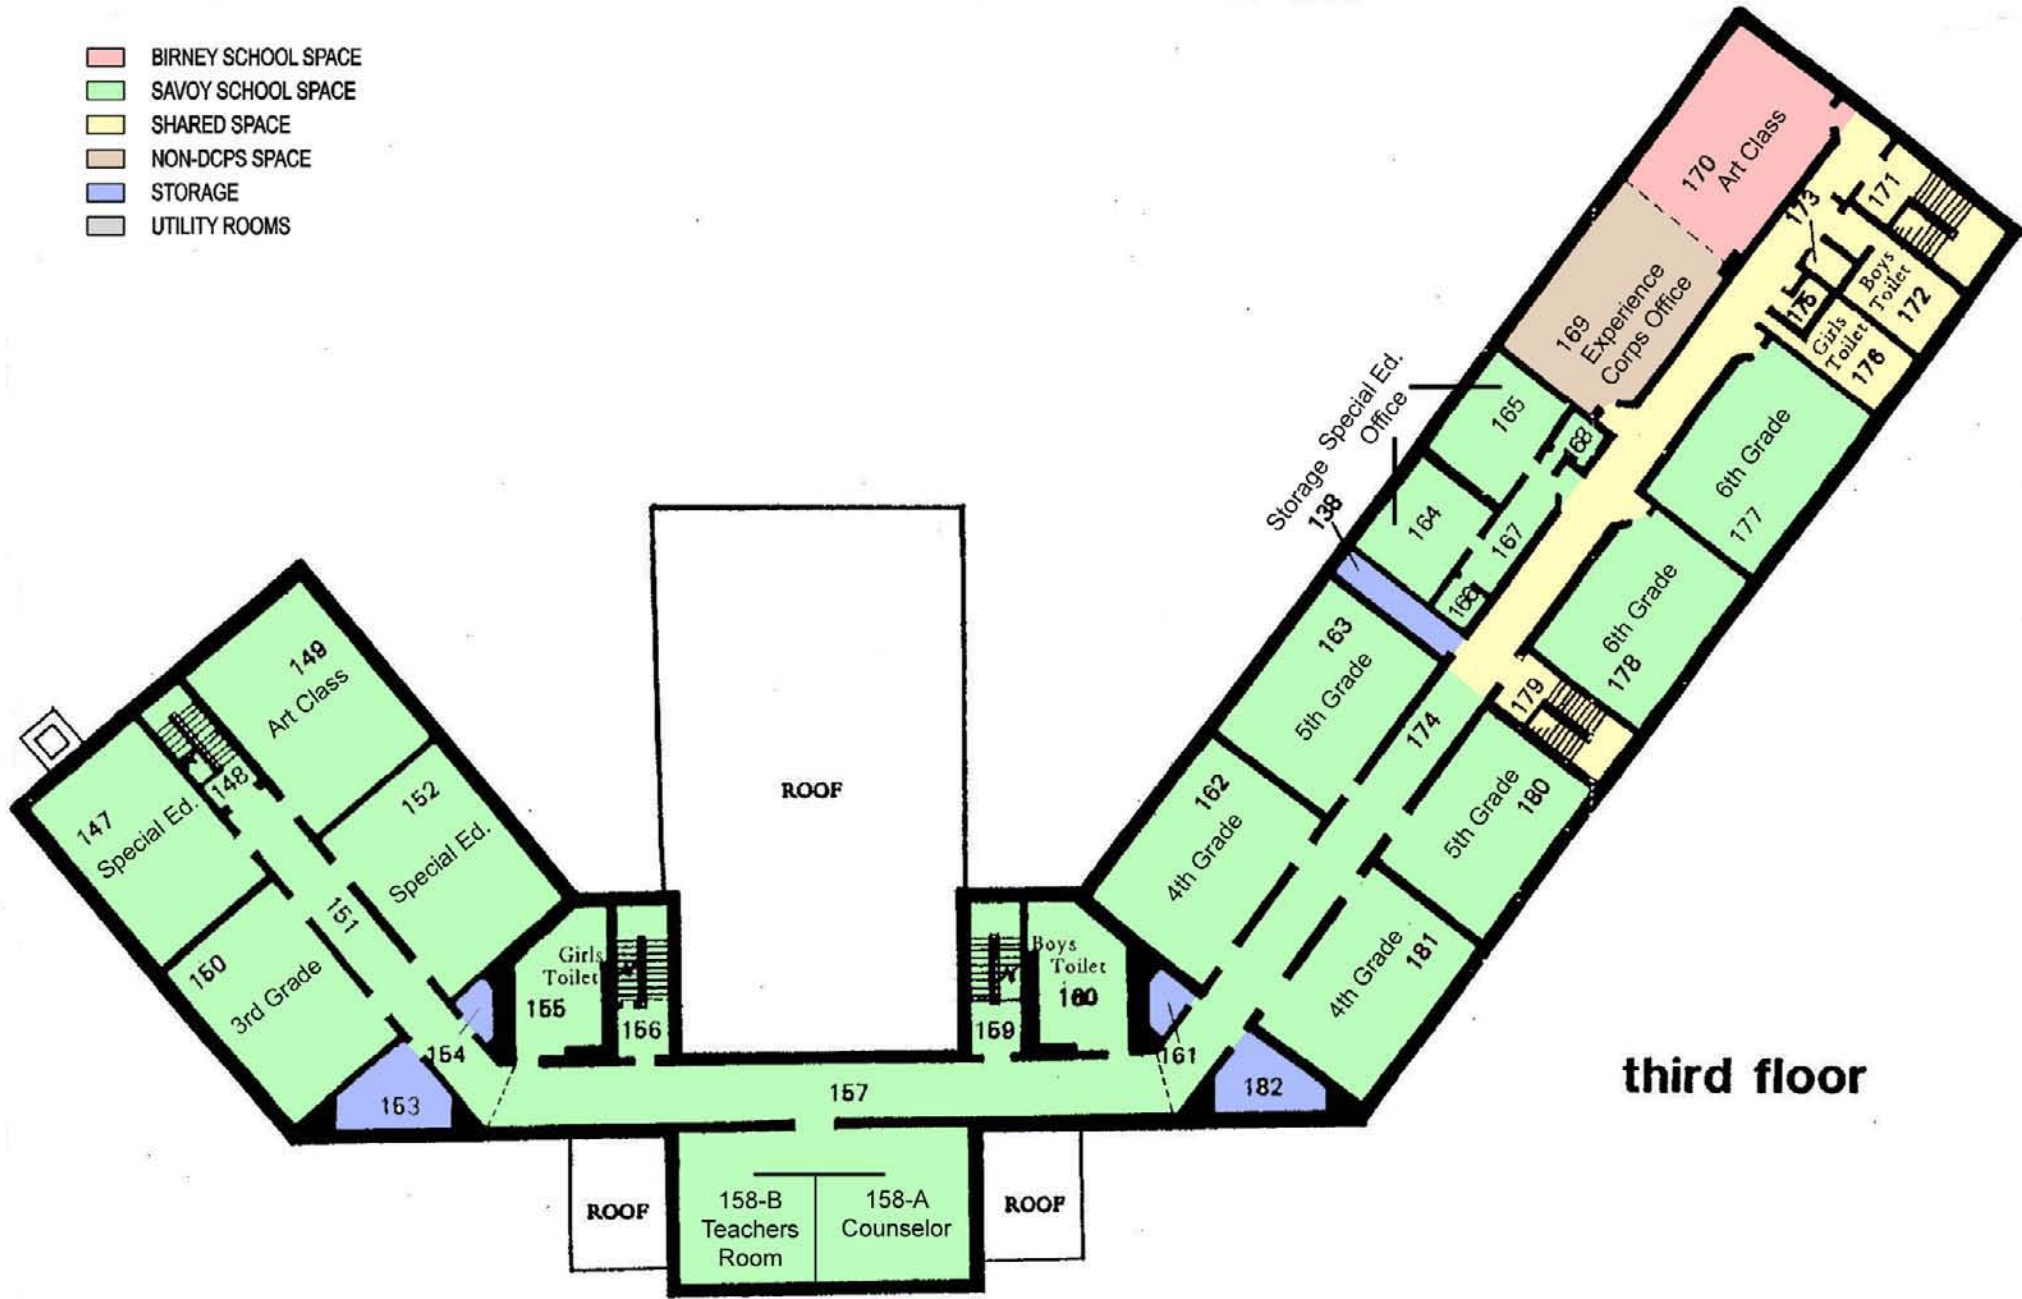 BIRNEY SCHOOL SPACE
SAVOY SCHOOL SPACE
SHARED SPACE
NON-DCPS SPACE
STORAGE
UTILITY ROOMS
170
Art Class
171
173
Boys
Toilet
172
175
Girls
Toilet
176
169
Experience
Corps Office
Special Ed.
Office
165
168
Storage
138
164
167
166
6th Grade
177
6th Grade
178
163
5th Grade
179
174
162
4th Grade
5th Grade
180
4th Grade
181
ROOF
149
Art Class
148
147
Special Ed.
152
Special Ed.
151
150
3rd Grade
Girls
Toilet
155
156
Boys
Toilet
160
159
154
153
157
161
182
third floor
ROOF
158-B
Teachers
Room
158-A
Counselor
ROOF